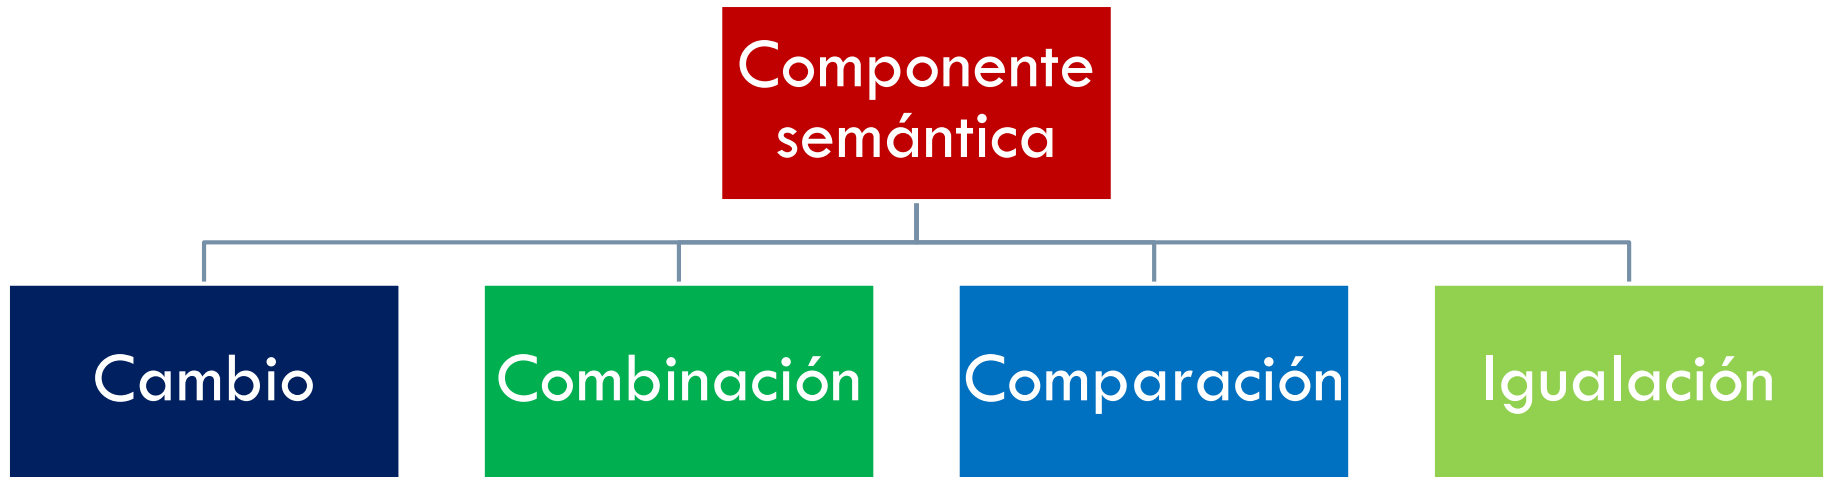 Componente
semántica
Cambio
Combinación
Comparación
Igualación